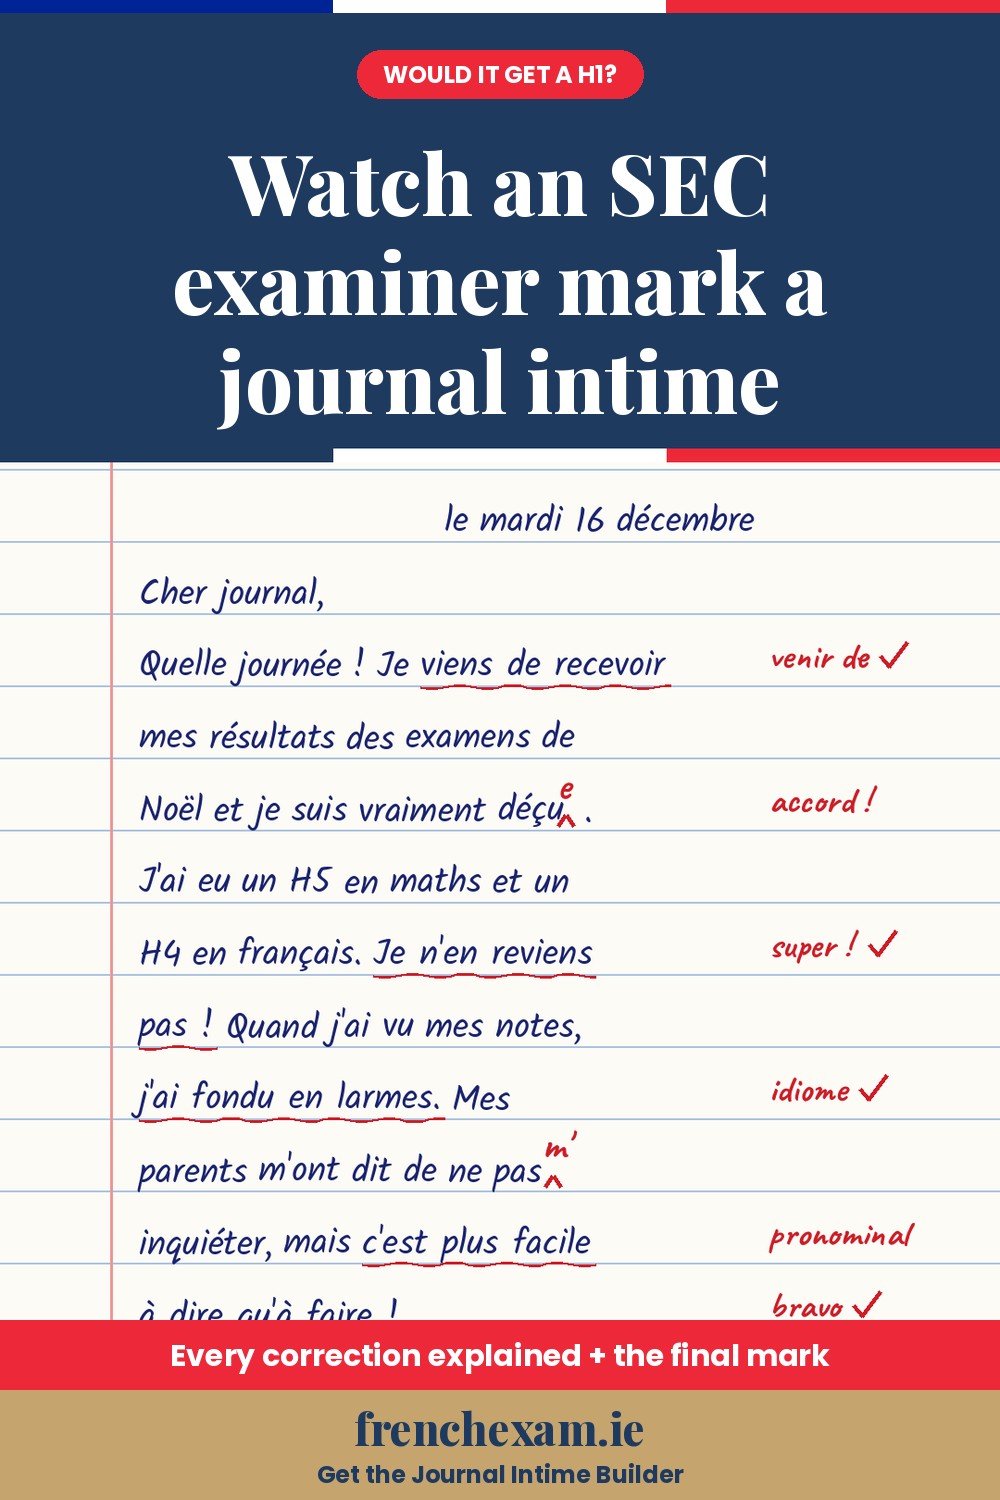 WOULD IT GET A H1?
Watch an SEC
examiner mark a
journal intime
le mardi 16 décembre
Cher journal,
Quelle journée ! Je viens de recevoir venir de ✓
mes résultats des examens de
e
Noël et je suis vraiment déçu^ . accord !
J'ai eu un H5 en maths et un
H4 en français. Je n'en reviens super ! ✓
pas ! Quand j'ai vu mes notes,
j'ai fondu en larmes. Mes idiome ✓
m'
parents m'ont dit de ne pas^
inquiéter, mais c'est plus facile pronominal
à dire qu'à faire ! bravo ✓
Every correction explained + the final mark
frenchexam.ie
Get the Journal Intime Builder